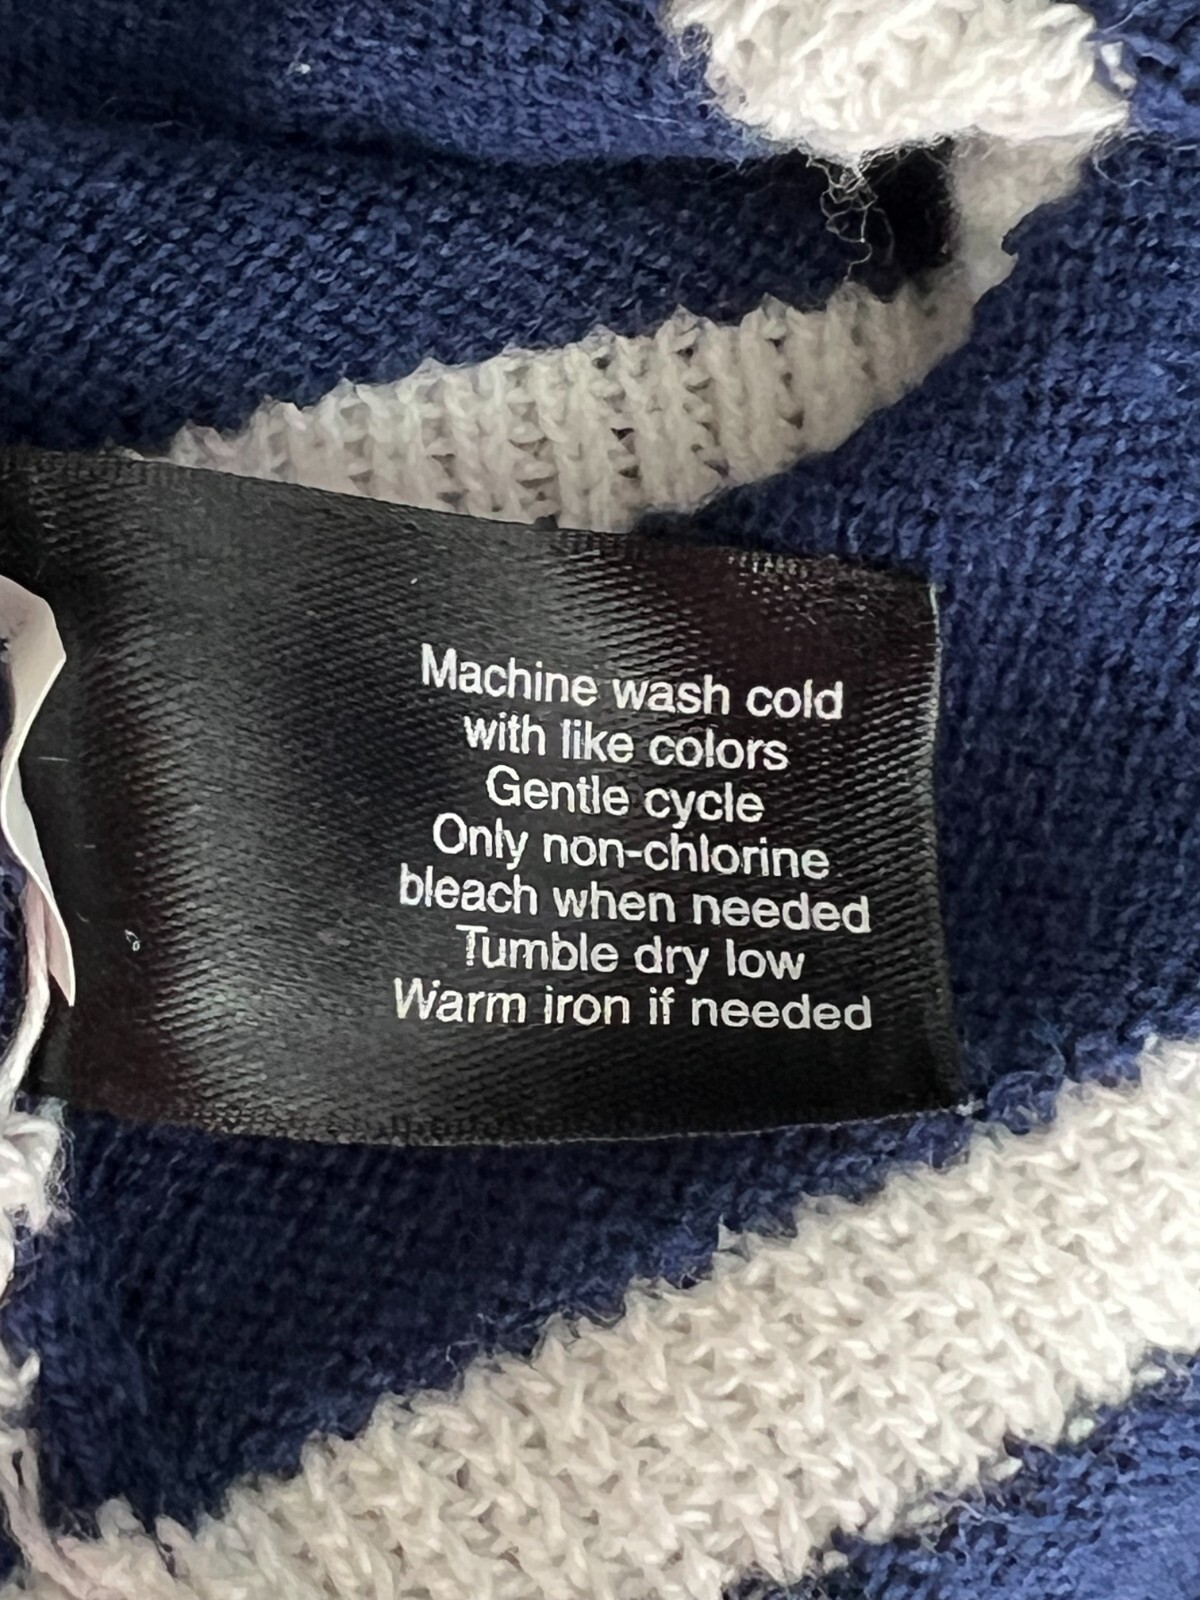 Machine wash cold
with like colors
Gentle cycle
Only non-chlorine
bleach when needed
Tumble dry low
Warm iron if needed